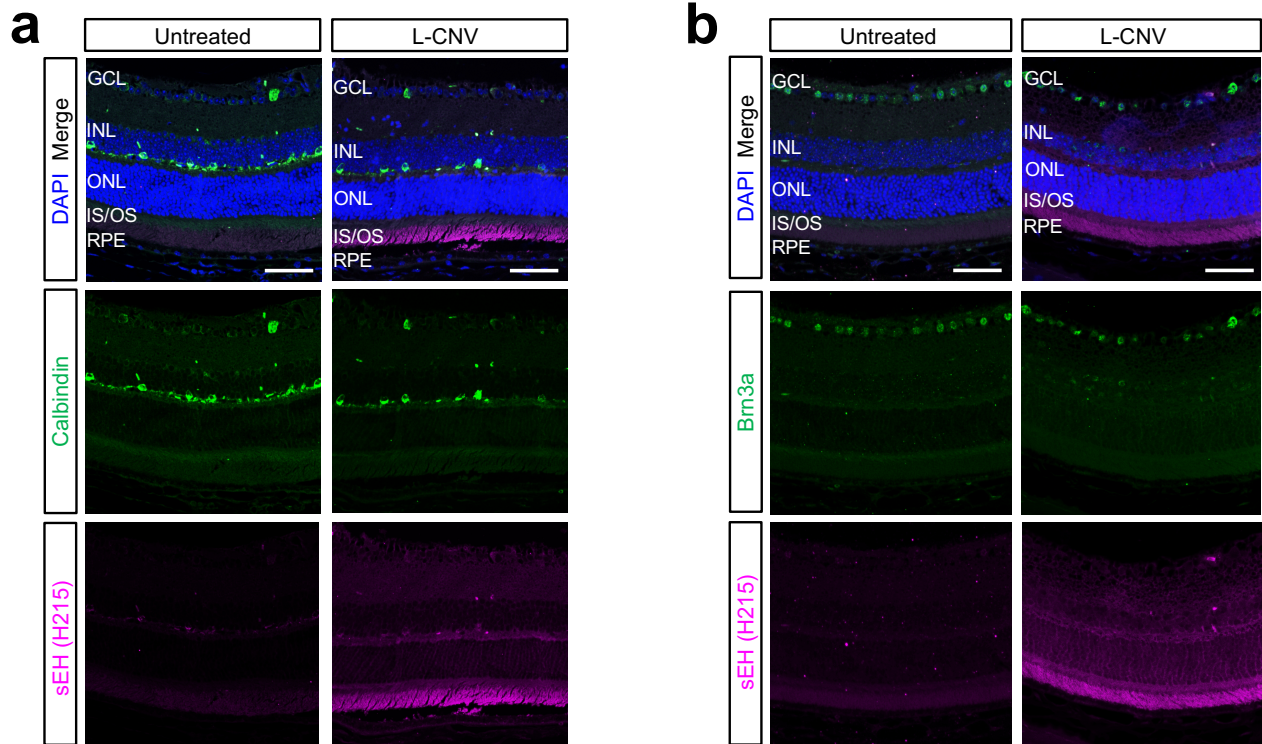 a
Untreated
L-CNV
DAPI Merge
GCL
INL
ONL
IS/OS
RPE
GCL
INL
ONL
IS/OS
RPE
Calbindin
sEH (H215)
b
Untreated
L-CNV
DAPI Merge
GCL
INL
ONL
IS/OS
RPE
GCL
INL
ONL
IS/OS
RPE
Brn3a
sEH (H215)